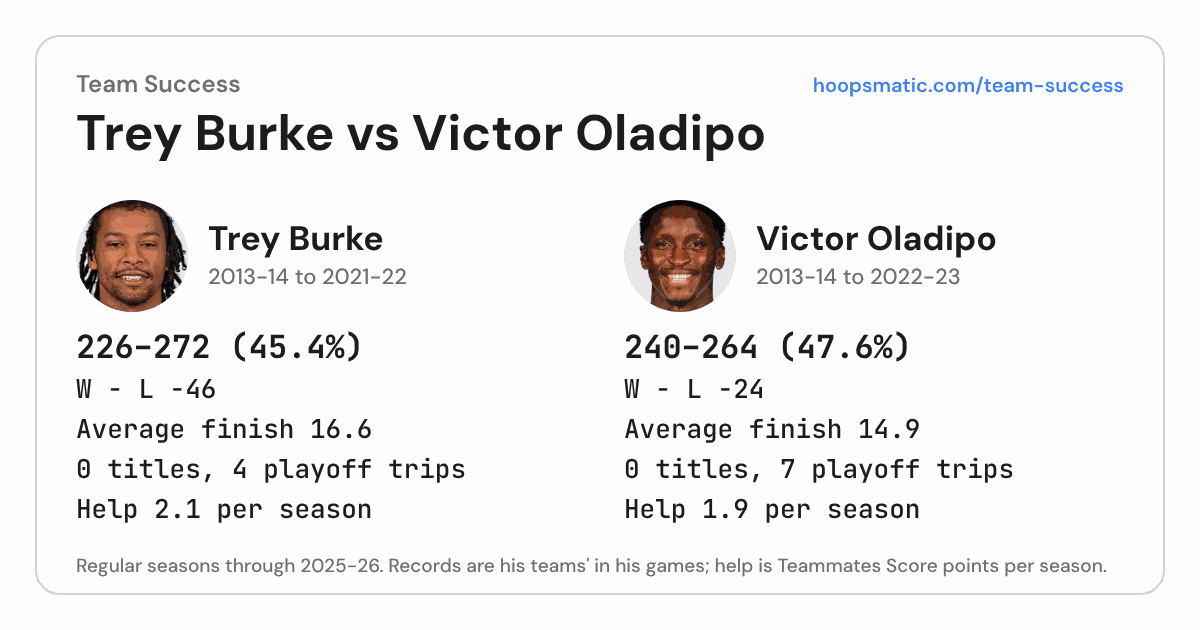 Team Success
hoopsmatic.com/team-success
Trey Burke vs Victor Oladipo
Trey Burke
2013-14 to 2021-22
226-272 (45.4%)
W - L -46
Average finish 16.6
0 titles, 4 playoff trips
Help 2.1 per season
Victor Oladipo
2013-14 to 2022-23
240-264 (47.6%)
W - L -24
Average finish 14.9
0 titles, 7 playoff trips
Help 1.9 per season
Regular seasons through 2025-26. Records are his teams' in his games; help is Teammates Score points per season.